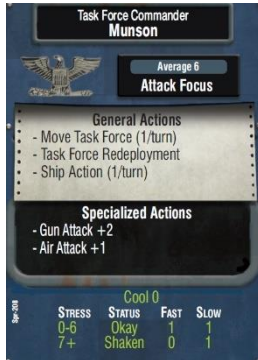 Task Force Commander
Munson
Average 6
Attack Focus
General Actions
- Move Task Force (1/turn)
- Task Force Redeployment
- Ship Action (1/turn)
Specialized Actions
- Gun Attack +2
- Air Attack +1
Cool 0
Stress Status Fast Slow
0-6 Okay 1 1
7+ Shaken 0 1